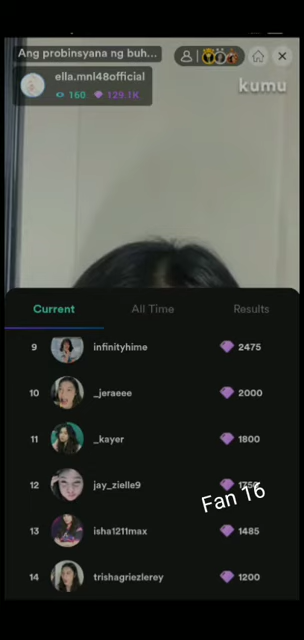 Ang probinsyana ng buh...
ella.mnl48official
160 129.1K
kumu
Current All Time Results
9 infinityhime 2475
10 _jeraeee 2000
11 _kayer 1800
12 jay_zielle9 1750
Fan 16
13 isha1211max 1485
14 trishagriezlerey 1200